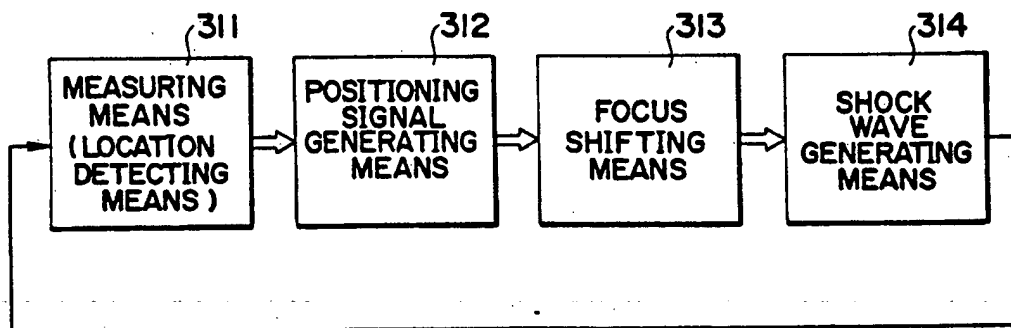 311
312
313
314
MEASURING
MEANS
(LOCATION
DETECTING
MEANS)
POSITIONING
SIGNAL
GENERATING
MEANS
FOCUS
SHIFTING
MEANS
SHOCK
WAVE
GENERATING
MEANS